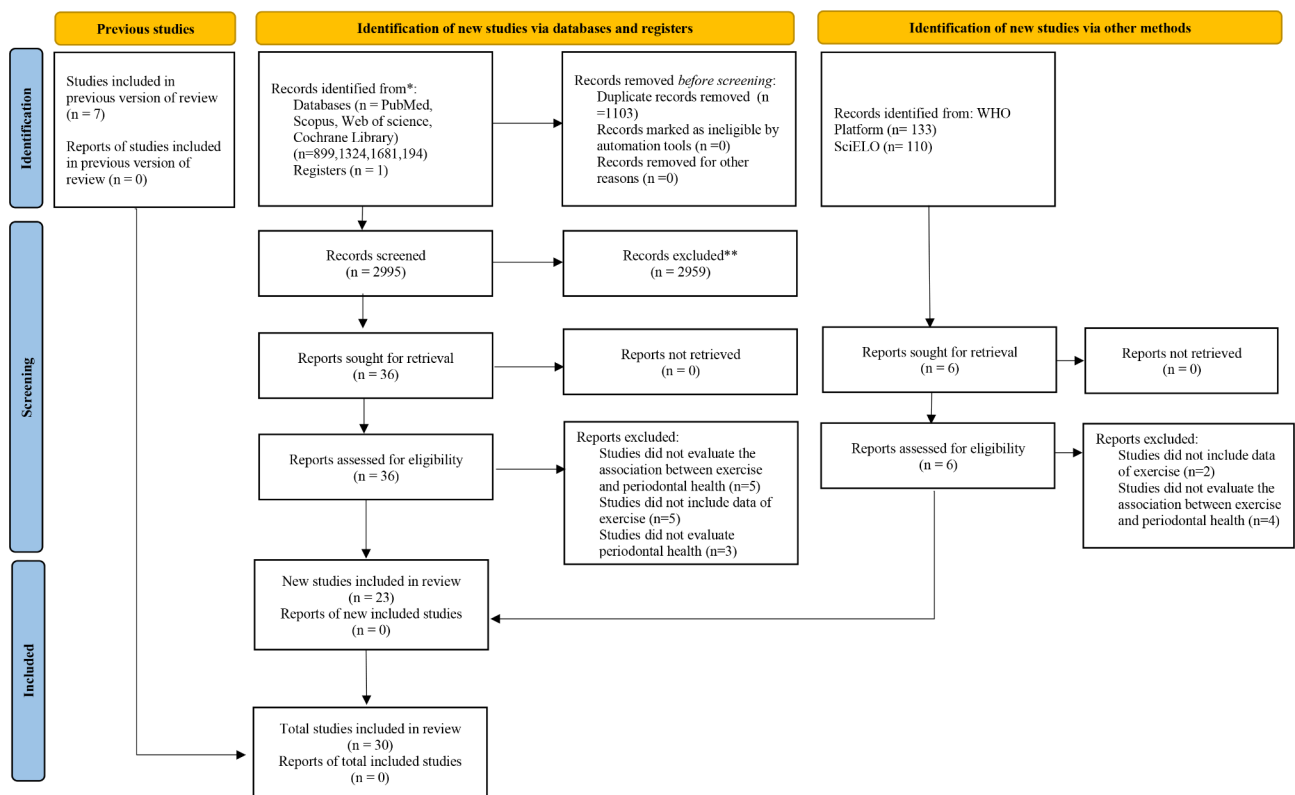 Previous studies
Identification of new studies via databases and registers
Identification of new studies via other methods
Identification
Studies included in
previous version of review
(n = 7)
Reports of studies included
in previous version of
review (n = 0)
Records identified from*:
Databases (n = PubMed,
Scopus, Web of science,
Cochrane Library)
(n=899,1324,1681,194)
Registers (n = 1)
Records removed before screening:
Duplicate records removed (n
=1103)
Records marked as ineligible by
automation tools (n =0)
Records removed for other
reasons (n =0)
Records identified from: WHO
Platform (n= 133)
SciELO (n= 110)
Screening
Records screened
(n = 2995)
Records excluded**
(n = 2959)
Reports sought for retrieval
(n = 36)
Reports not retrieved
(n = 0)
Reports sought for retrieval
(n = 6)
Reports not retrieved
(n = 0)
Reports assessed for eligibility
(n = 36)
Reports excluded:
Studies did not evaluate the
association between exercise
and periodontal health (n=5)
Studies did not include data of
exercise (n=5)
Studies did not evaluate
periodontal health (n=3)
Reports assessed for eligibility
(n = 6)
Reports excluded:
Studies did not include data
of exercise (n=2)
Studies did not evaluate the
association between exercise
and periodontal health (n=4)
Included
New studies included in review
(n = 23)
Reports of new included studies
(n = 0)
Total studies included in review
(n = 30)
Reports of total included studies
(n = 0)